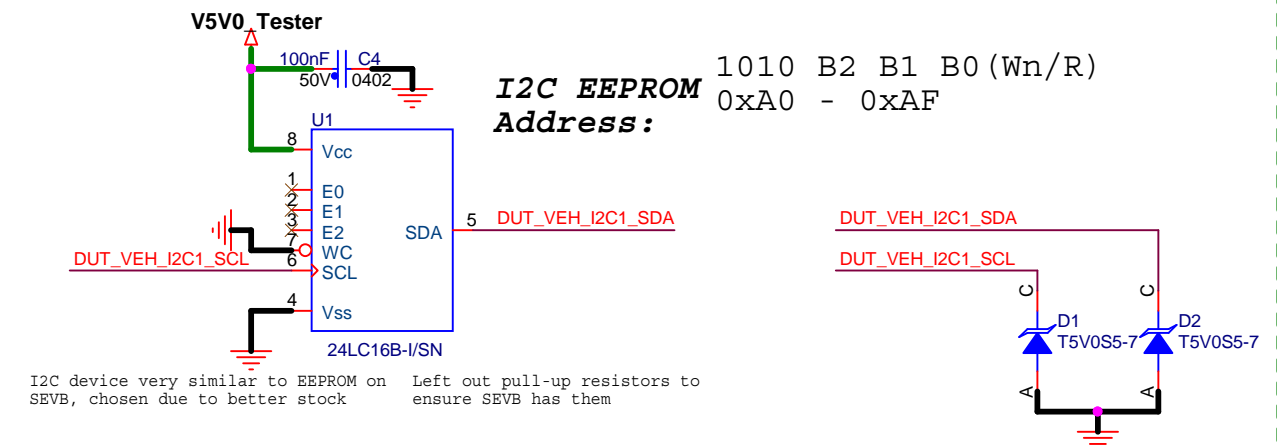 V5V0_Tester
100nF C4
50V 0402
I2C EEPROM
Address:
1010 B2 B1 B0(Wn/R)
0xA0 - 0xAF
U1
8 Vcc
1 E0
2 E1
3 E2
7 WC
6 SCL
4 Vss
SDA 5
DUT_VEH_I2C1_SCL
DUT_VEH_I2C1_SDA
24LC16B-I/SN
I2C device very similar to EEPROM on
SEVB, chosen due to better stock
Left out pull-up resistors to
ensure SEVB has them
DUT_VEH_I2C1_SDA
DUT_VEH_I2C1_SCL
C
C
D1
T5V0S5-7
D2
T5V0S5-7
A
A